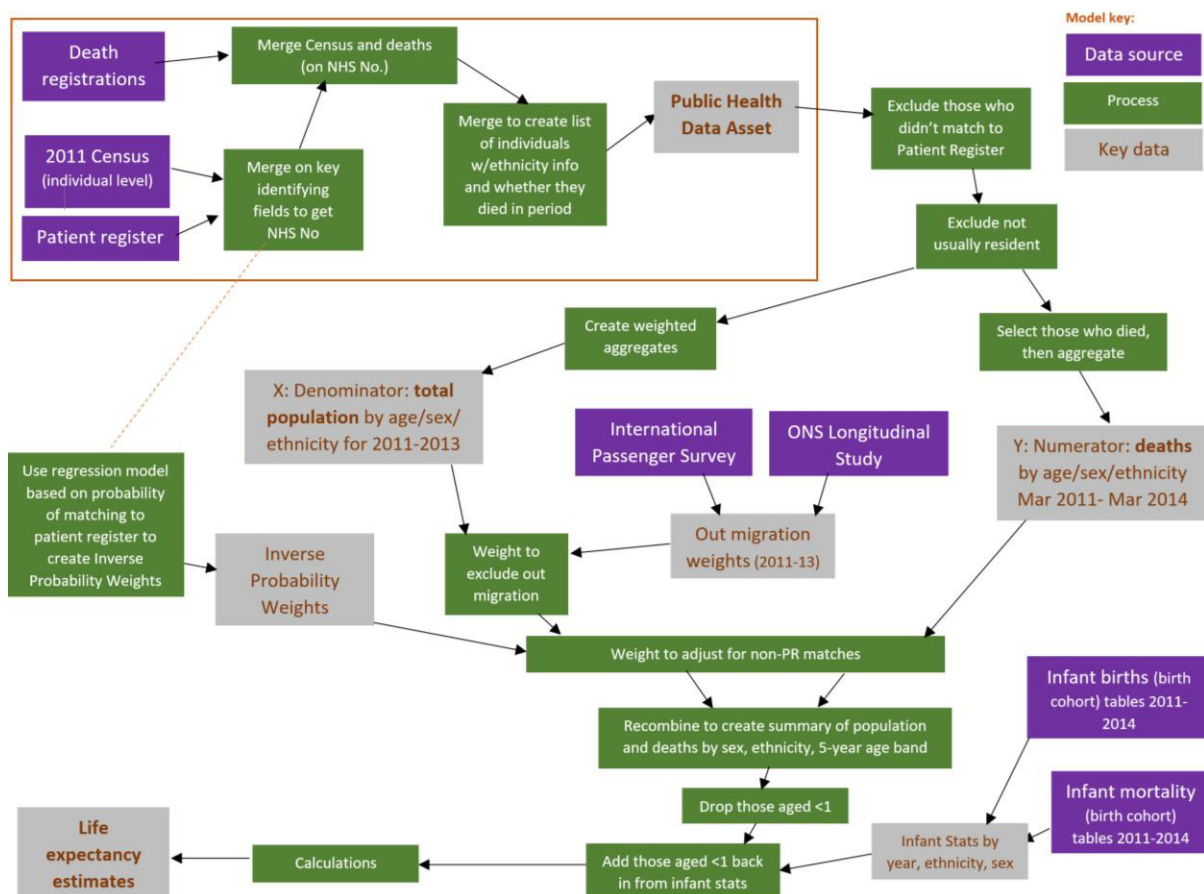 Model key:
Data source
Process
Key data
Death
registrations
Merge Census and deaths
(on NHS No.)
2011 Census
(individual level)
Patient register
Merge on key
identifying
fields to get
NHS No
Merge to create list
of individuals
w/ethnicity info
and whether they
died in period
Public Health
Data Asset
Exclude those who
didn't match to
Patient Register
Exclude not
usually resident
Create weighted
aggregates
Select those who died,
then aggregate
X: Denominator: total
population by age/sex/
ethnicity for 2011-2013
International
Passenger Survey
ONS Longitudinal
Study
Y: Numerator: deaths
by age/sex/ethnicity
Mar 2011- Mar 2014
Use regression model
based on probability
of matching to
patient register to
create Inverse
Probability Weights
Inverse
Probability
Weights
Weight to
exclude out
migration
Out migration
weights (2011-13)
Weight to adjust for non-PR matches
Recombine to create summary of population
and deaths by sex, ethnicity, 5-year age band
Infant births (birth
cohort) tables 2011-
2014
Drop those aged <1
Infant mortality
(birth cohort)
tables 2011-2014
Infant Stats by
year, ethnicity, sex
Add those aged <1 back
in from infant stats
Calculations
Life
expectancy
estimates